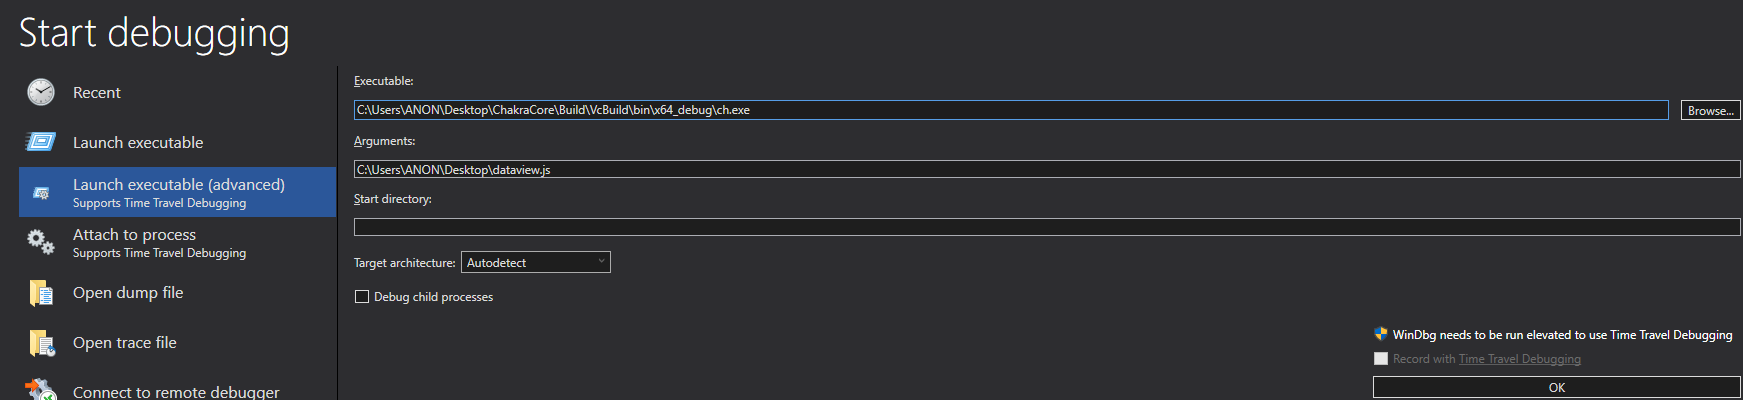 Start debugging
Recent
Launch executable
Launch executable (advanced)
Supports Time Travel Debugging
Attach to process
Supports Time Travel Debugging
Open dump file
Open trace file
Connect to remote debugger
Executable:
C:\Users\ANON\Desktop\ChakraCore\Build\VcBuild\bin\x64_debug\ch.exe
Browse...
Arguments:
C:\Users\ANON\Desktop\dataview.js
Start directory:
Target architecture: Autodetect
Debug child processes
WinDbg needs to be run elevated to use Time Travel Debugging
Record with Time Travel Debugging
OK